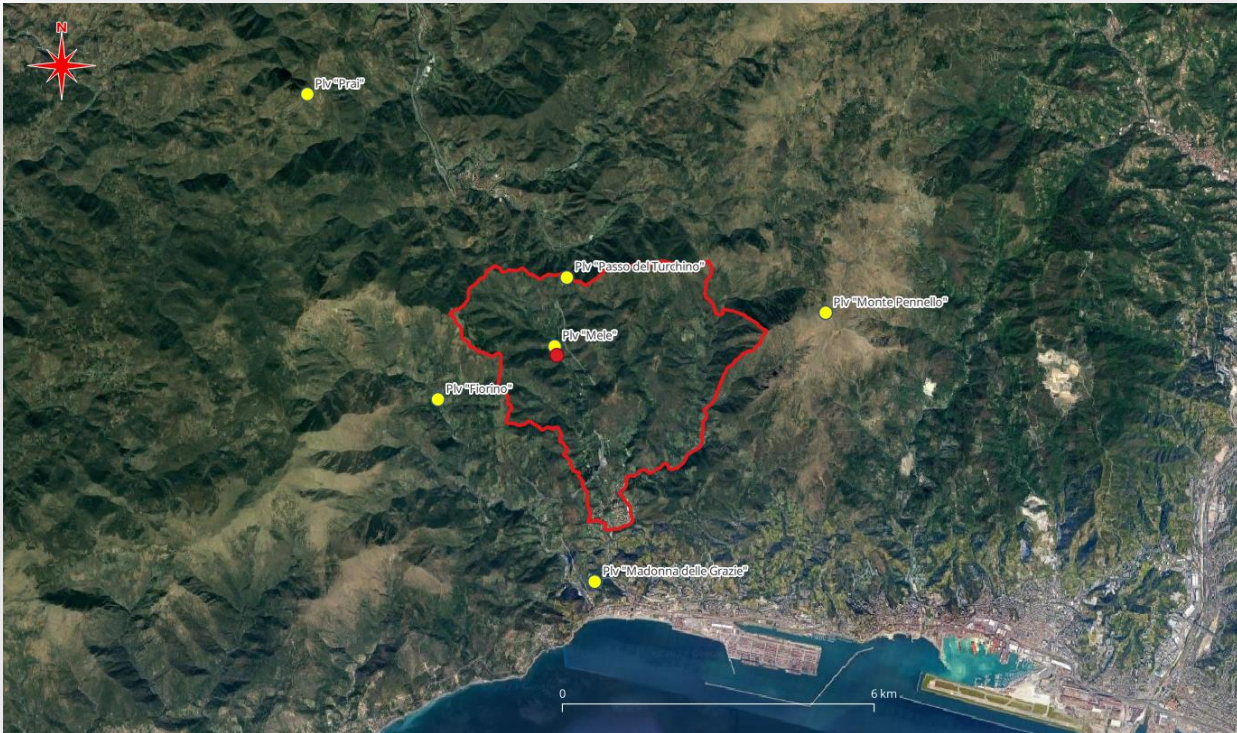 N
Plv "Prai"
Plv "Passo del Turchino"
Plv "Monte Pennello"
Plv "Mele"
Plv "Fiorino"
Plv "Madonna delle Grazie"
0 6 km